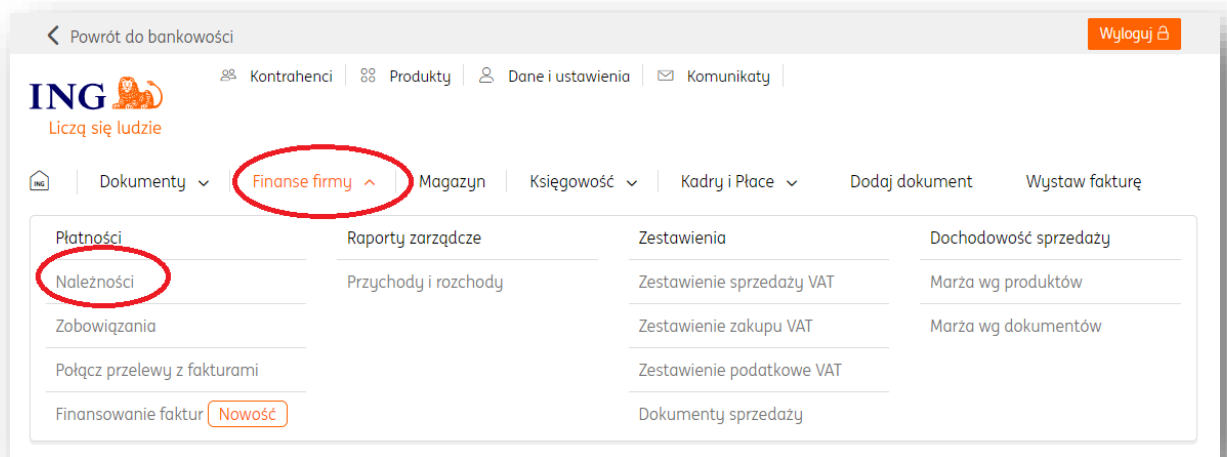 Powrót do bankowości
Wyloguj
Kontrahenci Produkty Dane i ustawienia Komunikaty
ING
Liczą się ludzie
ING Dokumenty Finanse firmy Magazyn Księgowość Kadry i Płace Dodaj dokument Wystaw fakturę
Płatności Raporty zarządcze Zestawienia Dochodowość sprzedaży
Należności Przychody i rozchody Zestawienie sprzedaży VAT Marża wg produktów
Zobowiązania Zestawienie zakupu VAT Marża wg dokumentów
Połącz przelewy z fakturami Zestawienie podatkowe VAT
Finansowanie faktur Nowość Dokumenty sprzedaży